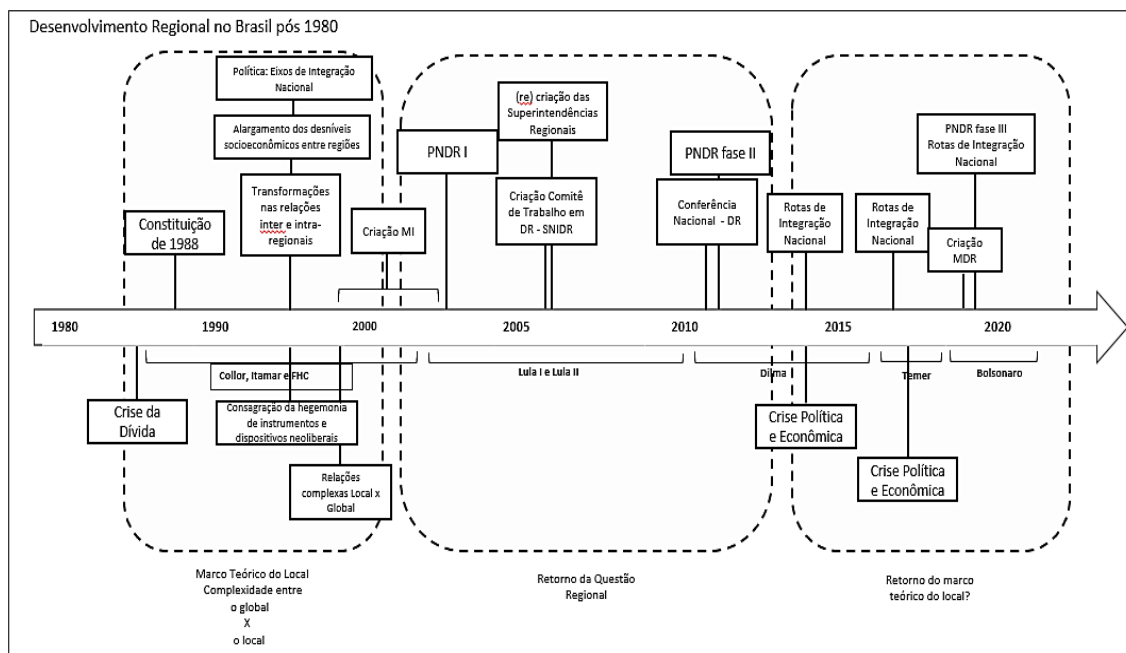 Desenvolvimento Regional no Brasil pós 1980
Política: Eixos de Integração
Nacional
Alargamento dos desníveis
socioeconômicos entre regiões
Transformações
nas relações
inter e intra-
regionais
Constituição
de 1988
Criação MI
PNDR I
(re) criação das
Superintendências
Regionais
Criação Comitê
de Trabalho em
DR - SNIDR
PNDR fase II
Conferência
Nacional - DR
Rotas de
Integração
Nacional
Rotas de
Integração
Nacional
PNDR fase III
Rotas de Integração
Nacional
Criação
MDR
1980
1990
2000
2005
2010
2015
2020
Collor, Itamar e FHC
Lula I e Lula II
Dilma
Temer
Bolsonaro
Crise da
Dívida
Consagração da hegemonia
de instrumentos e
dispositivos neoliberais
Relações
complexas Local x
Global
Crise Política
e Econômica
Crise Política
e Econômica
Marco Teórico do Local
Complexidade entre
o global
X
o local
Retorno da Questão
Regional
Retorno do marco
teórico do local?